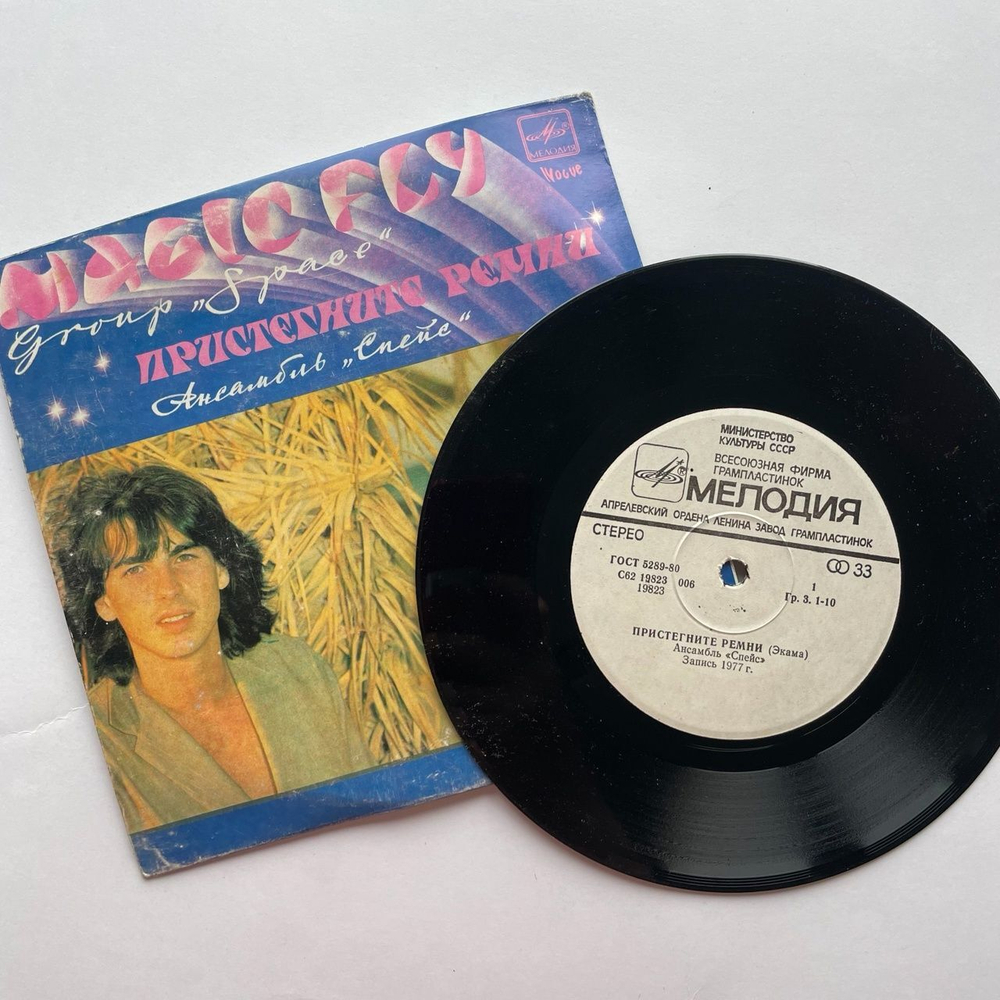 MAGIC FLY
Group „Space“
ПРИСТЕГНИТЕ РЕМНИ
Ансамбль „Спейс“
® МЕЛОДИЯ
Vogue
МИНИСТЕРСТВО
КУЛЬТУРЫ СССР
ВСЕСОЮЗНАЯ ФИРМА
ГРАМПЛАСТИНОК
® МЕЛОДИЯ
АПРЕЛЕВСКИЙ ОРДЕНА ЛЕНИНА ЗАВОД ГРАМПЛАСТИНОК
СТЕРЕО
33
ГОСТ 5289-80
С62 19823 006
19823
1
Гр. 3. 1-10
ПРИСТЕГНИТЕ РЕМНИ (Экама)
Ансамбль «Спейс»
Запись 1977 г.